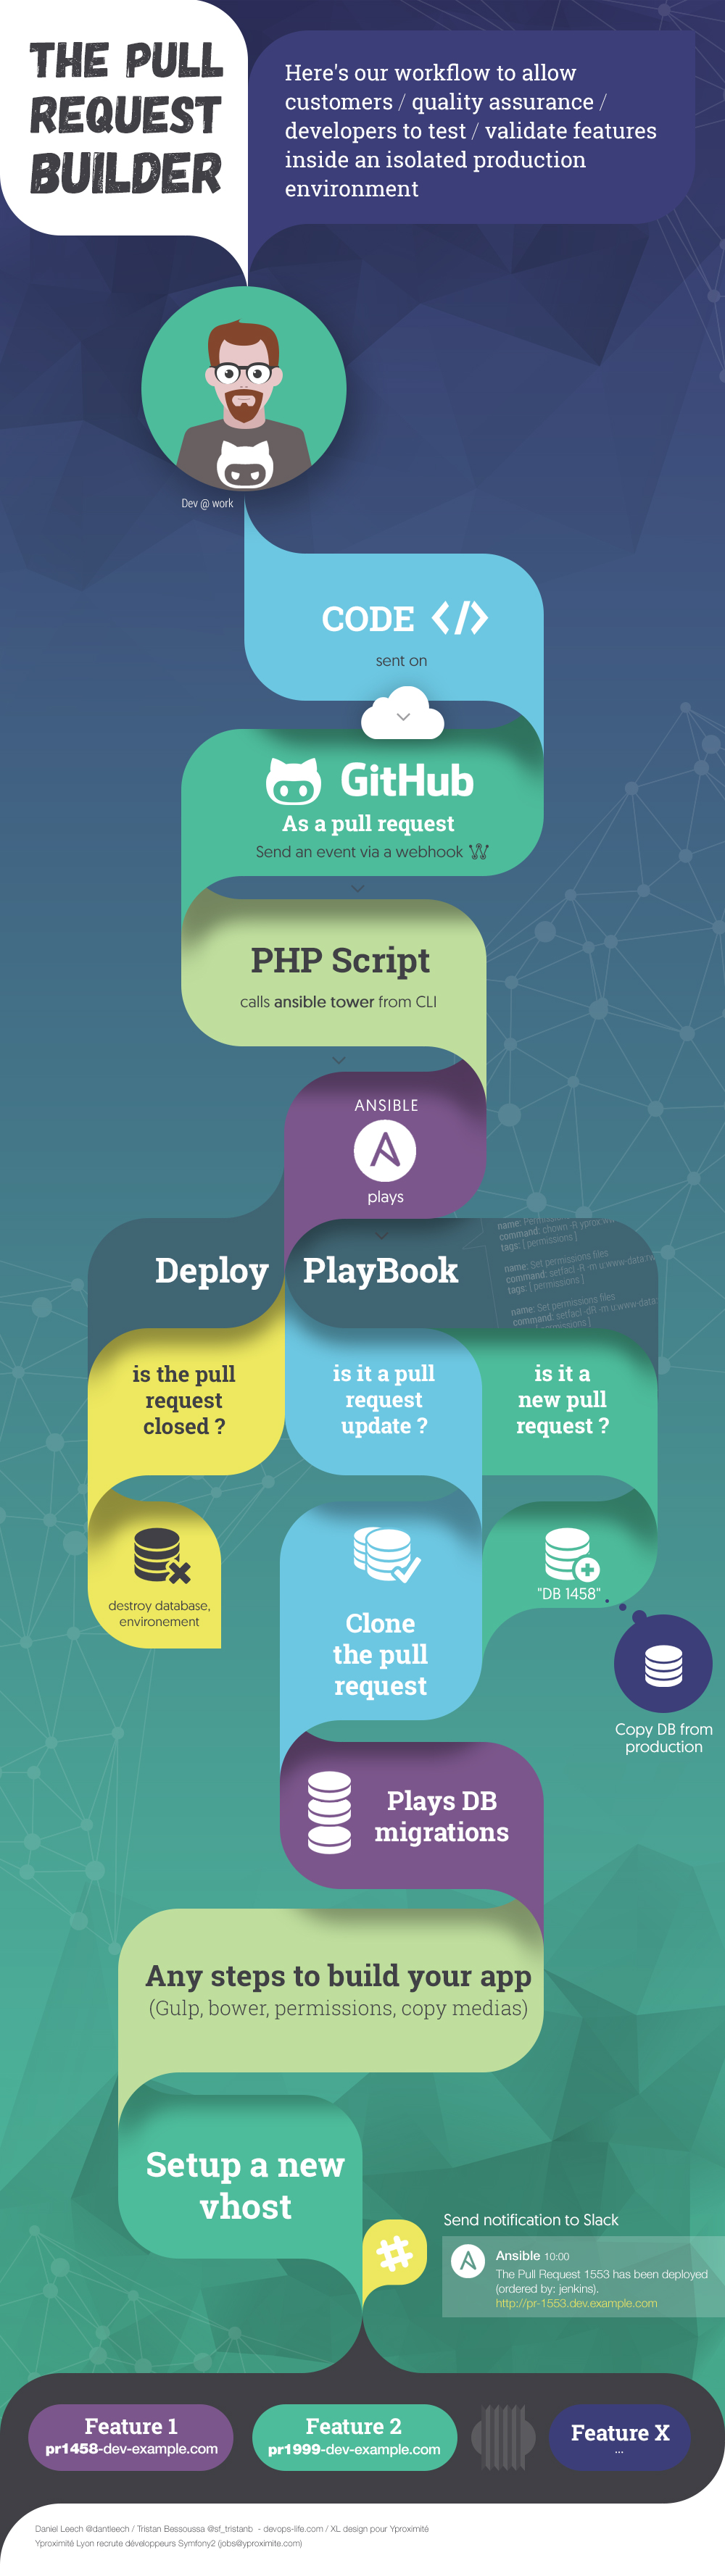 THE PULL
REQUEST
BUILDER
Here's our workflow to allow
customers / quality assurance /
developers to test / validate features
inside an isolated production
environment
Dev @ work
CODE </>
sent on
GitHub
As a pull request
Send an event via a webhook
PHP Script
calls ansible tower from CLI
ANSIBLE
A
plays
Deploy PlayBook
command: chown -R
tags: [ permissions ]
name: Set permissions files
command: setfacl -R -m u:www-data:rw
tags: [ permissions ]
name: Set permissions files
command: setfacl -dR -m u:www-data:
is the pull
request
closed ?
is it a pull
request
update ?
is it a
new pull
request ?
destroy database,
environement
Clone
the pull
request
"DB 1458"
Copy DB from
production
Plays DB
migrations
Any steps to build your app
(Gulp, bower, permissions, copy medias)
Setup a new
vhost
#
Send notification to Slack
A
Ansible 10:00
The Pull Request 1553 has been deployed
(ordered by: jenkins).
http://pr-1553.dev.example.com
Feature 1
pr1458-dev-example.com
Feature 2
pr1999-dev-example.com
Feature X
...
Daniel Leech @dantleech / Tristan Bessoussa @sf_tristanb - devops-life.com / XL design pour Yproximité
Yproximité Lyon recrute développeurs Symfony2 (jobs@yproximite.com)